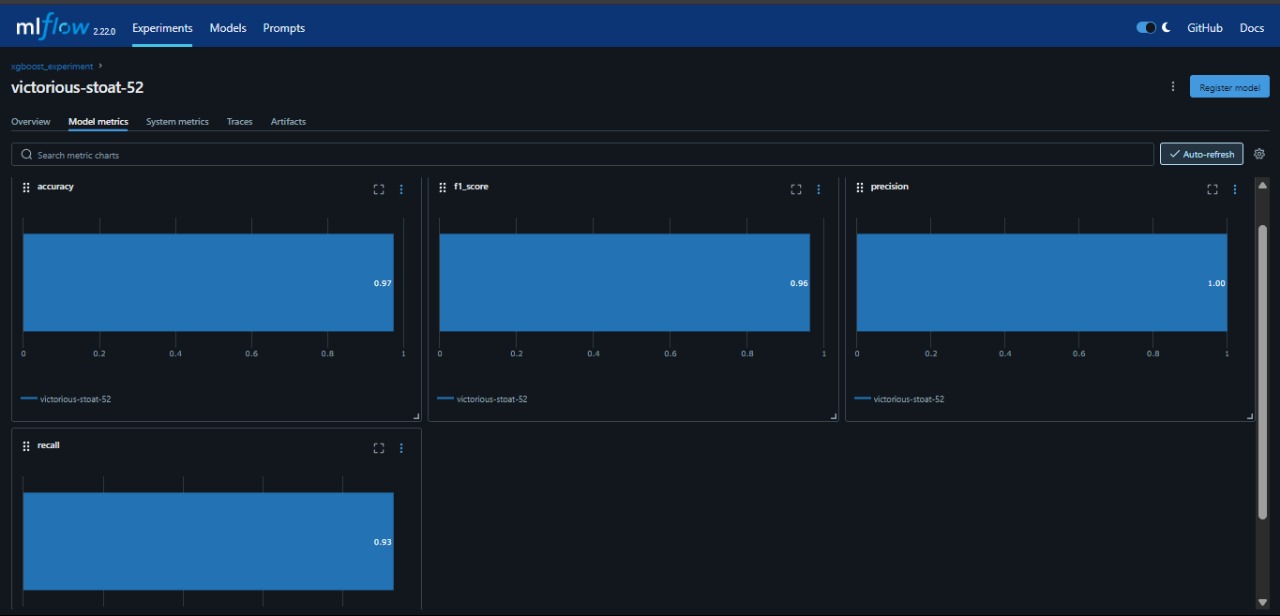 mlflow 2.22.0 Experiments Models Prompts GitHub Docs
xgboost_experiment ›
victorious-stoat-52
Register model
Overview Model metrics System metrics Traces Artifacts
Search metric charts
Auto-refresh
accuracy
0.97
0 0.2 0.4 0.6 0.8 1
victorious-stoat-52
f1_score
0.96
0 0.2 0.4 0.6 0.8 1
victorious-stoat-52
precision
1.00
0 0.2 0.4 0.6 0.8 1
victorious-stoat-52
recall
0.93